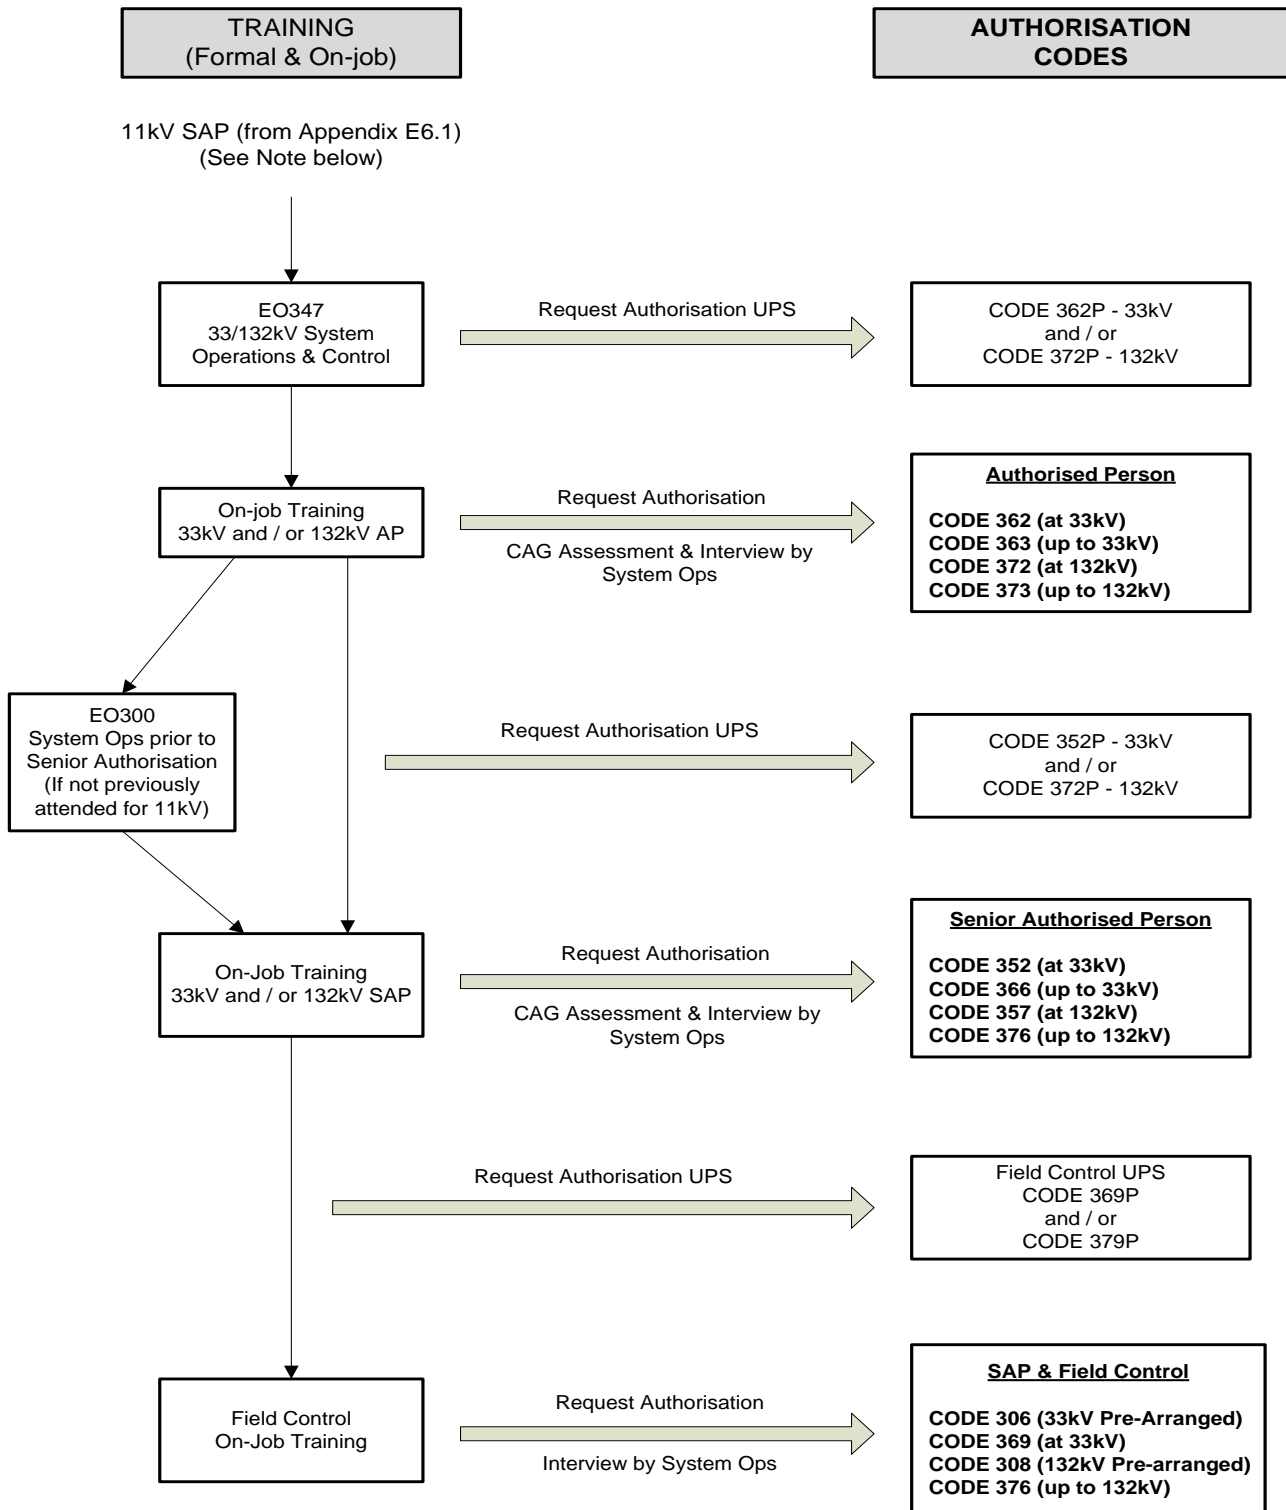 TRAINING
(Formal & On-job)
AUTHORISATION
CODES
11kV SAP (from Appendix E6.1)
(See Note below)
EO347
33/132kV System
Operations & Control
Request Authorisation UPS
CODE 362P - 33kV
and / or
CODE 372P - 132kV
On-job Training
33kV and / or 132kV AP
Request Authorisation
CAG Assessment & Interview by
System Ops
Authorised Person
CODE 362 (at 33kV)
CODE 363 (up to 33kV)
CODE 372 (at 132kV)
CODE 373 (up to 132kV)
EO300
System Ops prior to
Senior Authorisation
(If not previously
attended for 11kV)
Request Authorisation UPS
CODE 352P - 33kV
and / or
CODE 372P - 132kV
On-Job Training
33kV and / or 132kV SAP
Request Authorisation
CAG Assessment & Interview by
System Ops
Senior Authorised Person
CODE 352 (at 33kV)
CODE 366 (up to 33kV)
CODE 357 (at 132kV)
CODE 376 (up to 132kV)
Request Authorisation UPS
Field Control UPS
CODE 369P
and / or
CODE 379P
Field Control
On-Job Training
Request Authorisation
Interview by System Ops
SAP & Field Control
CODE 306 (33kV Pre-Arranged)
CODE 369 (at 33kV)
CODE 308 (132kV Pre-arranged)
CODE 376 (up to 132kV)